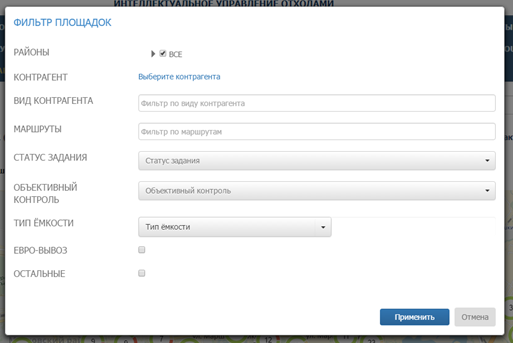 ИНТЕЛЛЕКТУАЛЬНОЕ УПРАВЛЕНИЕ ОТХОДАМИ
ФИЛЬТР ПЛОЩАДОК
РАЙОНЫ
ВСЕ
КОНТРАГЕНТ
Выберите контрагента
ВИД КОНТРАГЕНТА
Фильтр по виду контрагента
МАРШРУТЫ
Фильтр по маршрутам
СТАТУС ЗАДАНИЯ
Статус задания
ОБЪЕКТИВНЫЙ
КОНТРОЛЬ
Объективный контроль
ТИП ЁМКОСТИ
Тип ёмкости
ЕВРО-ВЫВОЗ
ОСТАЛЬНЫЕ
Применить
Отмена